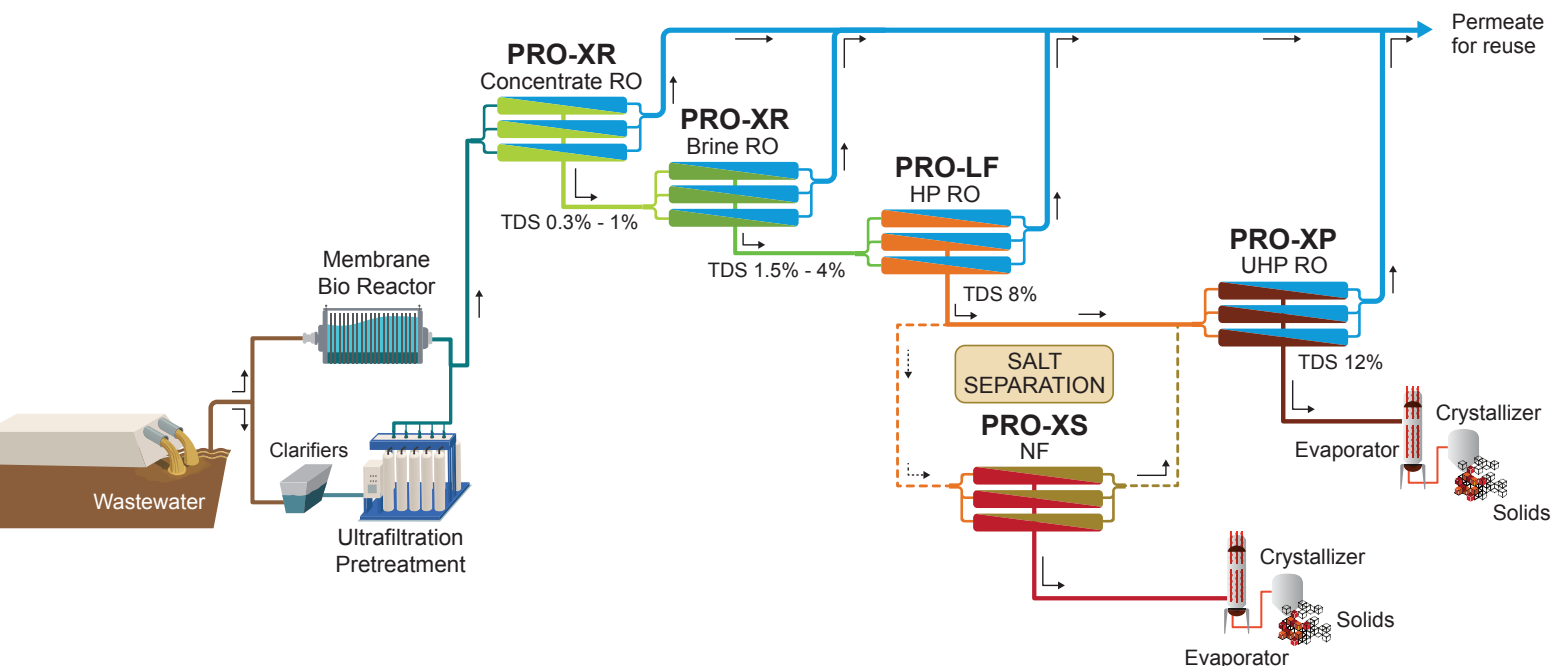 Permeate
for reuse
PRO-XR
Concentrate RO
PRO-XR
Brine RO
PRO-LF
HP RO
TDS 0.3% - 1%
PRO-XP
UHP RO
Membrane
Bio Reactor
TDS 1.5% - 4%
TDS 8%
SALT
SEPARATION
TDS 12%
PRO-XS
NF
Crystallizer
Evaporator
Solids
Clarifiers
Wastewater
Ultrafiltration
Pretreatment
Crystallizer
Solids
Evaporator